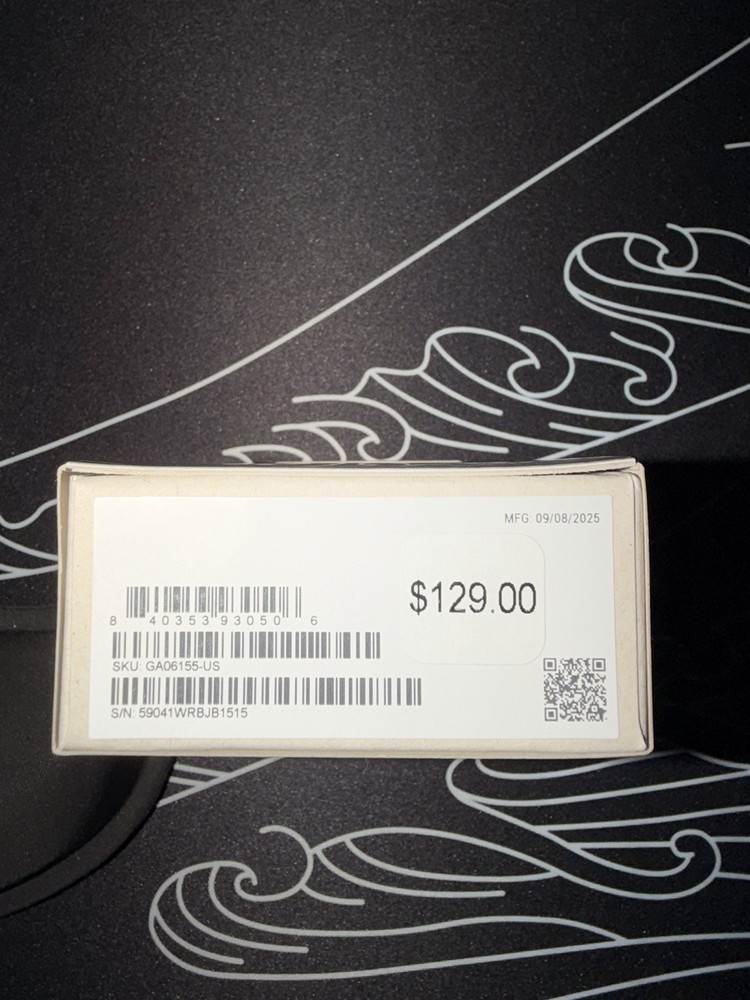 MFG: 09/08/2025
$129.00
8 40353 93050 6
SKU: GA06155-US
S/N: 59041WRBJB1515